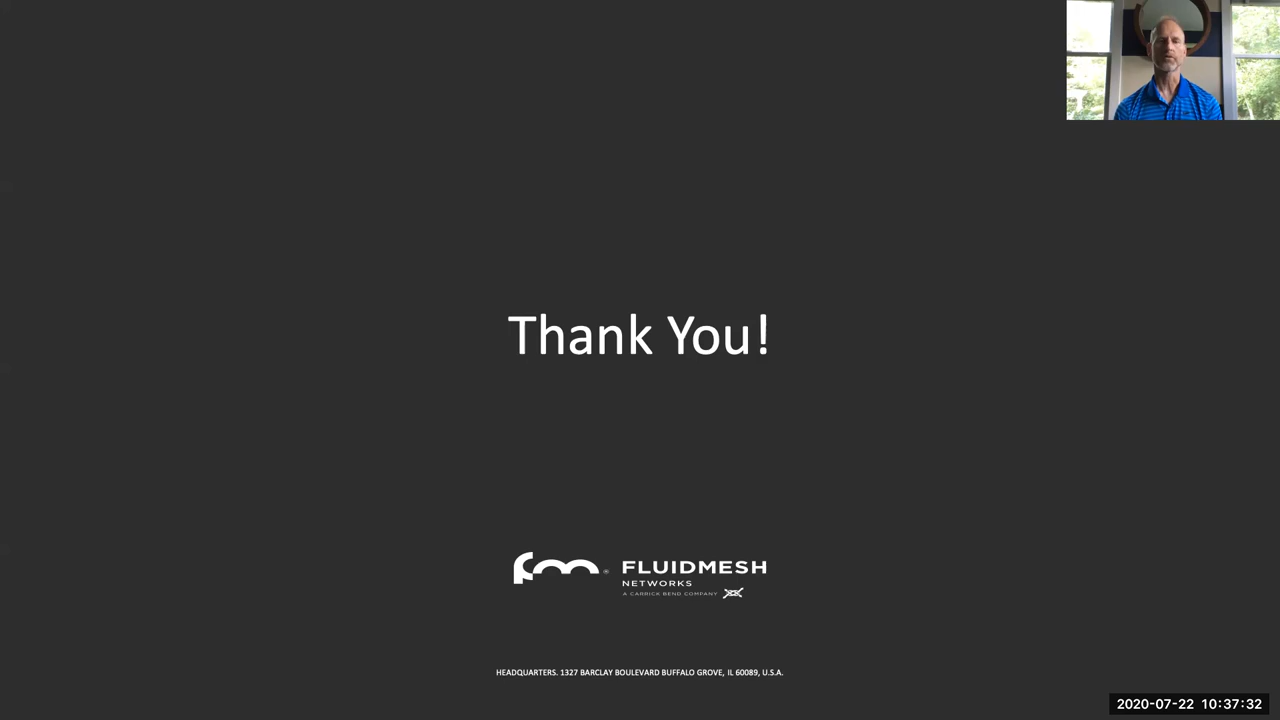 Thank You!
fm®
FLUIDMESH
NETWORKS
A CARRICK BEND COMPANY
HEADQUARTERS. 1327 BARCLAY BOULEVARD BUFFALO GROVE, IL 60089, U.S.A.
2020-07-22 10:37:32